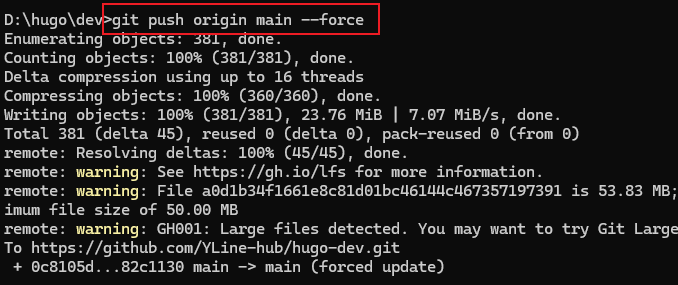 D:\hugo\dev>git push origin main --force
Enumerating objects: 381, done.
Counting objects: 100% (381/381), done.
Delta compression using up to 16 threads
Compressing objects: 100% (360/360), done.
Writing objects: 100% (381/381), 23.76 MiB | 7.07 MiB/s, done.
Total 381 (delta 45), reused 0 (delta 0), pack-reused 0 (from 0)
remote: Resolving deltas: 100% (45/45), done.
remote: warning: See https://gh.io/lfs for more information.
remote: warning: File a0d1b34f1661e8c81d01bc46144c467357197391 is 53.83 MB;
imum file size of 50.00 MB
remote: warning: GH001: Large files detected. You may want to try Git Large
To https://github.com/YLine-hub/hugo-dev.git
 + 0c8105d...82c1130 main -> main (forced update)